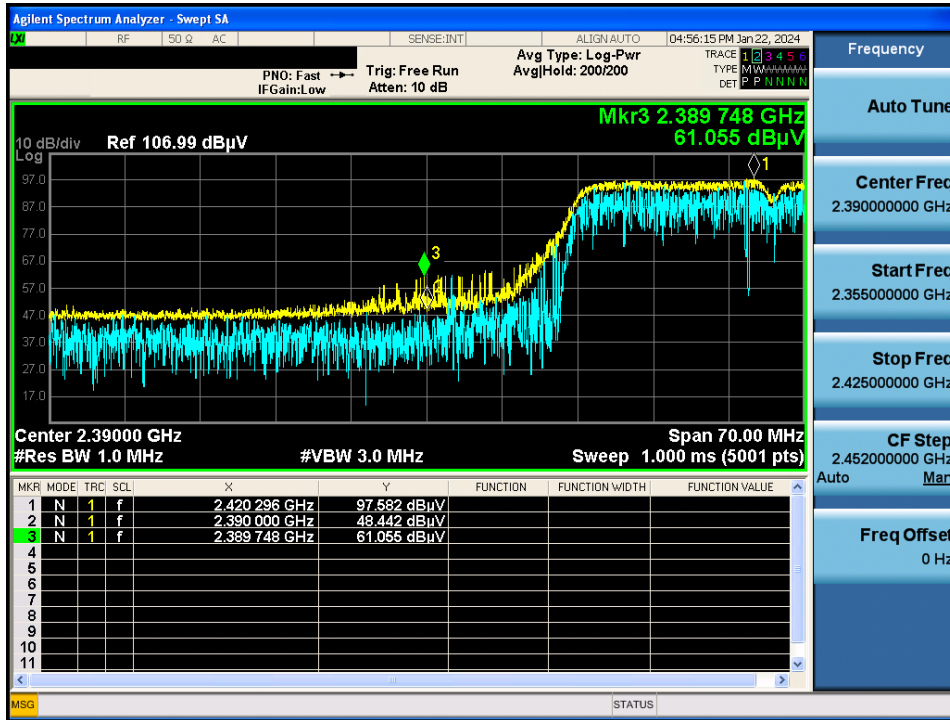 Agilent Spectrum Analyzer - Swept SA
LXI RF 50 Ω AC SENSE:INT ALIGN AUTO 04:56:15 PM Jan 22, 2024
PNO: Fast
IFGain:Low
Trig: Free Run
Atten: 10 dB
Avg Type: Log-Pwr
Avg|Hold: 200/200
TRACE 1 2 3 4 5 6
TYPE M W
DET P P N N N N
Mkr3 2.389 748 GHz
61.055 dBµV
10 dB/div Ref 106.99 dBµV
Log
97.0
87.0
77.0
67.0
57.0
47.0
37.0
27.0
17.0
1
3
Center 2.39000 GHz Span 70.00 MHz
#Res BW 1.0 MHz #VBW 3.0 MHz Sweep 1.000 ms (5001 pts)
MKR MODE TRC SCL X Y FUNCTION FUNCTION WIDTH FUNCTION VALUE
1 N 1 f 2.420 296 GHz 97.582 dBµV
2 N 1 f 2.390 000 GHz 48.442 dBµV
3 N 1 f 2.389 748 GHz 61.055 dBµV
4
5
6
7
8
9
10
11
MSG STATUS
Frequency
Auto Tune
Center Freq
2.390000000 GHz
Start Freq
2.355000000 GHz
Stop Freq
2.425000000 GHz
CF Step
2.452000000 GHz
Auto Man
Freq Offset
0 Hz